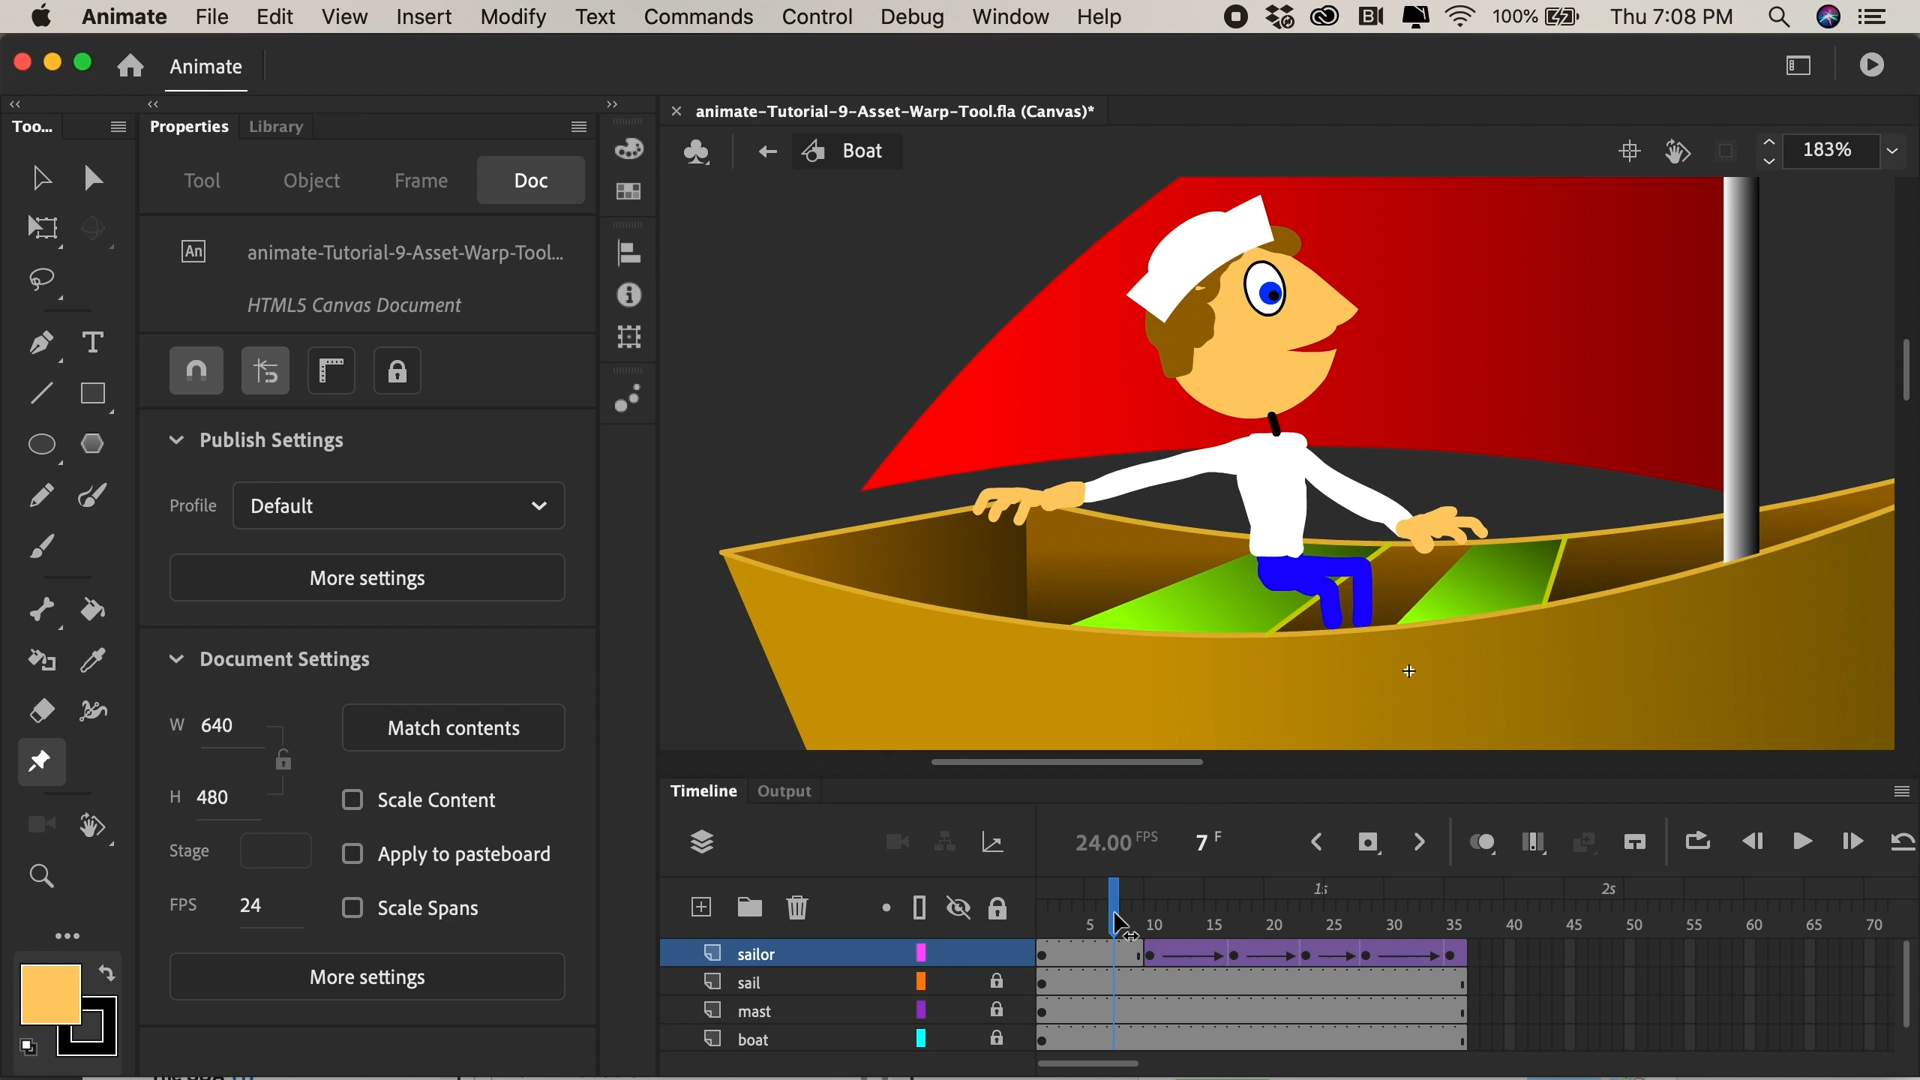 Animate File Edit View Insert Modify Text Commands Control Debug Window Help 100% Thu 7:08 PM
Animate
Too... Properties Library
animate-Tutorial-9-Asset-Warp-Tool.fla (Canvas)*
Boat 183%
Tool Object Frame Doc
An animate-Tutorial-9-Asset-Warp-Tool...
HTML5 Canvas Document
Publish Settings
Profile Default
More settings
Document Settings
W 640 Match contents
H 480 Scale Content
Stage Apply to pasteboard
FPS 24 Scale Spans
More settings
Timeline Output
24.00 FPS 7 F
1s 2s
5 10 15 20 25 30 35 40 45 50 55 60 65 70
sailor
sail
mast
boat